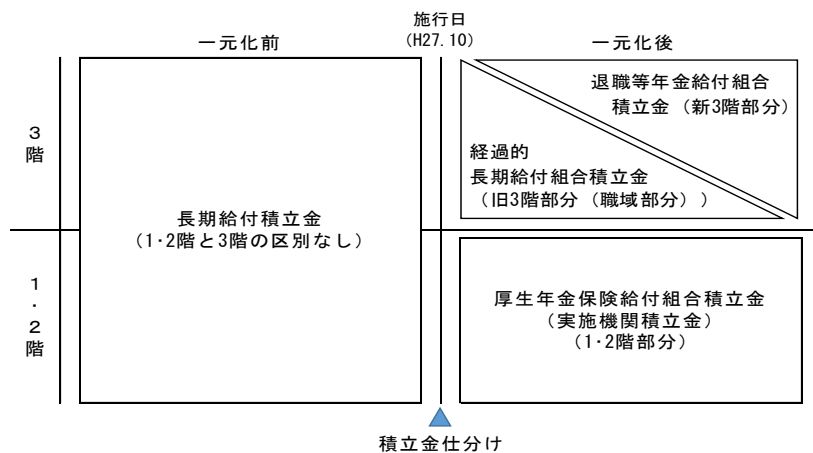 施行日
(H27.10)
一元化前
一元化後
3
階
1
・
2
階
長期給付積立金
(1・2階と3階の区別なし)
退職等年金給付組合
積立金（新3階部分）
経過的
長期給付組合積立金
（旧3階部分（職域部分））
厚生年金保険給付組合積立金
(実施機関積立金)
(1・2階部分)
積立金仕分け